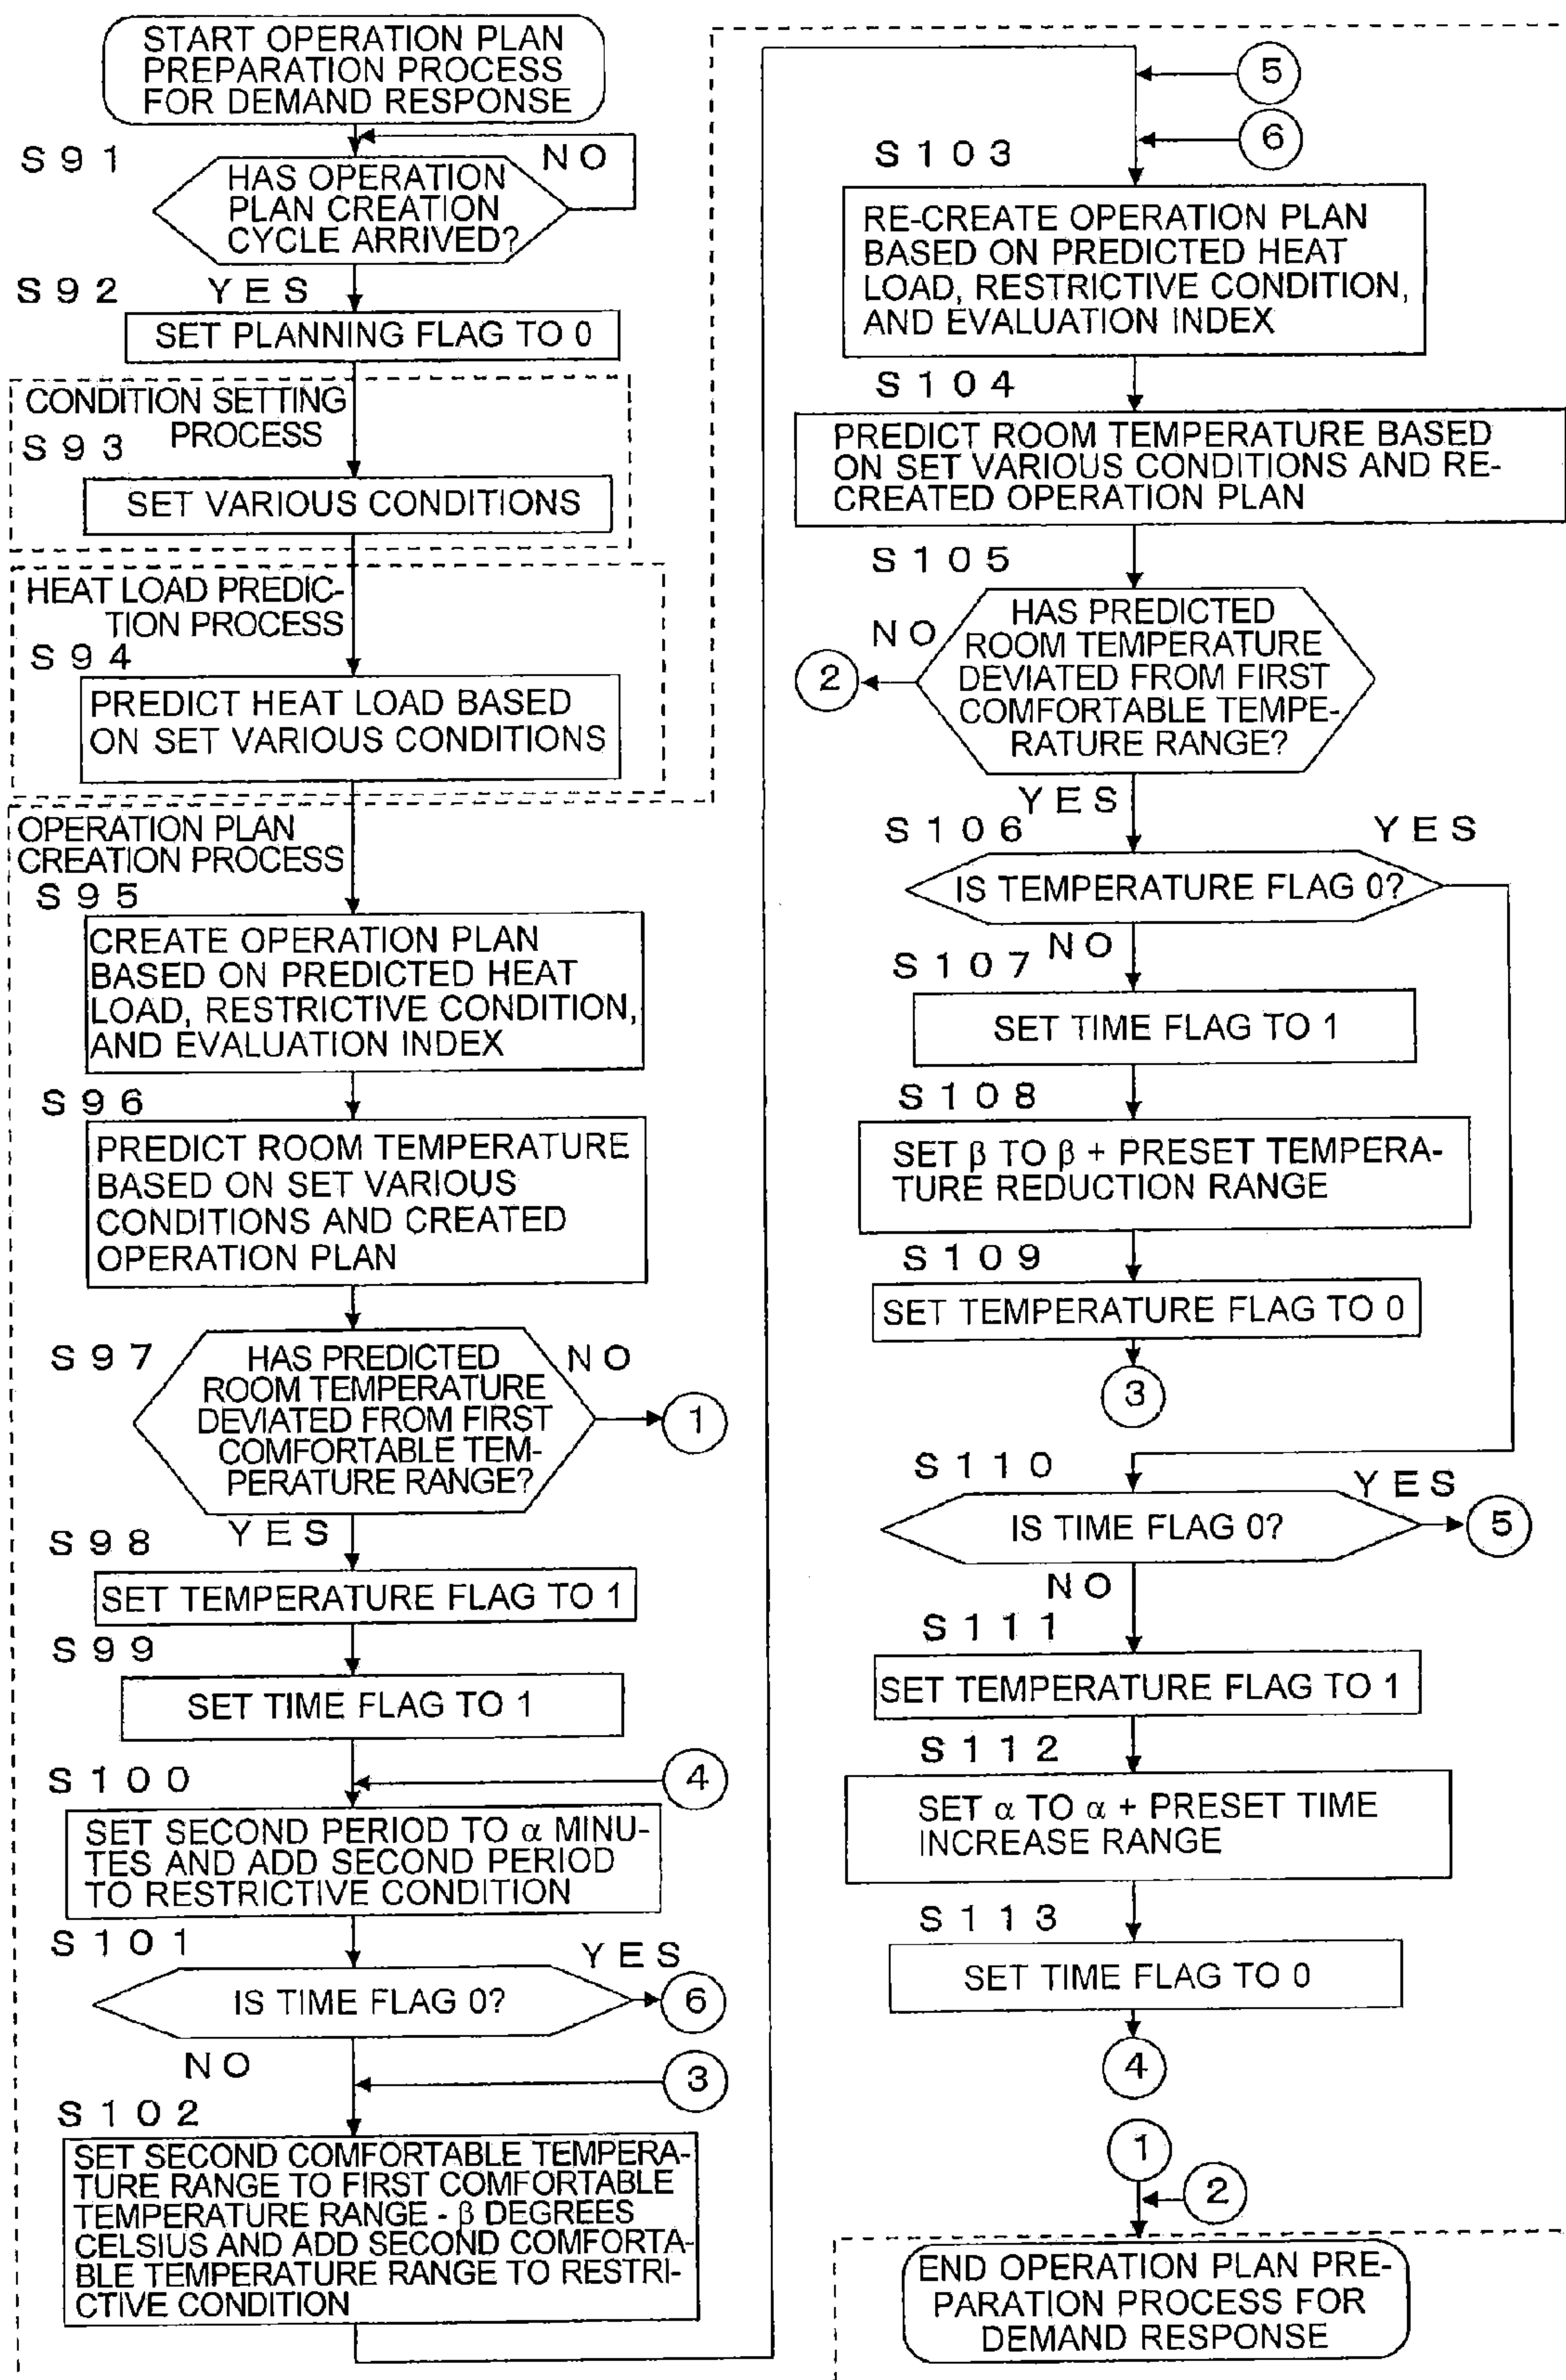 START OPERATION PLAN
PREPARATION PROCESS
FOR DEMAND RESPONSE
S91
NO
HAS OPERATION
PLAN CREATION
CYCLE ARRIVED?
S92
YES
SET PLANNING FLAG TO 0
CONDITION SETTING
PROCESS
S93
SET VARIOUS CONDITIONS
HEAT LOAD PREDIC-
TION PROCESS
S94
PREDICT HEAT LOAD BASED
ON SET VARIOUS CONDITIONS
OPERATION PLAN
CREATION PROCESS
S95
CREATE OPERATION PLAN
BASED ON PREDICTED HEAT
LOAD, RESTRICTIVE CONDITION,
AND EVALUATION INDEX
S96
PREDICT ROOM TEMPERATURE
BASED ON SET VARIOUS
CONDITIONS AND CREATED
OPERATION PLAN
S97
HAS PREDICTED
ROOM TEMPERATURE
DEVIATED FROM FIRST
COMFORTABLE TEM-
PERATURE RANGE?
NO
1
YES
S98
SET TEMPERATURE FLAG TO 1
S99
SET TIME FLAG TO 1
S100
4
SET SECOND PERIOD TO α MINU-
TES AND ADD SECOND PERIOD
TO RESTRICTIVE CONDITION
S101
YES
IS TIME FLAG 0?
6
NO
3
S102
SET SECOND COMFORTABLE TEMPERA-
TURE RANGE TO FIRST COMFORTABLE
TEMPERATURE RANGE - β DEGREES
CELSIUS AND ADD SECOND COMFORTA-
BLE TEMPERATURE RANGE TO RESTRI-
CTIVE CONDITION
5
6
S103
RE-CREATE OPERATION PLAN
BASED ON PREDICTED HEAT
LOAD, RESTRICTIVE CONDITION,
AND EVALUATION INDEX
S104
PREDICT ROOM TEMPERATURE BASED
ON SET VARIOUS CONDITIONS AND RE-
CREATED OPERATION PLAN
S105
HAS PREDICTED
ROOM TEMPERATURE
DEVIATED FROM FIRST
COMFORTABLE TEMPE-
RATURE RANGE?
NO
2
YES
S106
YES
IS TEMPERATURE FLAG 0?
NO
S107
SET TIME FLAG TO 1
S108
SET β TO β + PRESET TEMPERA-
TURE REDUCTION RANGE
S109
SET TEMPERATURE FLAG TO 0
3
S110
YES
IS TIME FLAG 0?
5
NO
S111
SET TEMPERATURE FLAG TO 1
S112
SET α TO α + PRESET TIME
INCREASE RANGE
S113
SET TIME FLAG TO 0
4
1
2
END OPERATION PLAN PRE-
PARATION PROCESS FOR
DEMAND RESPONSE